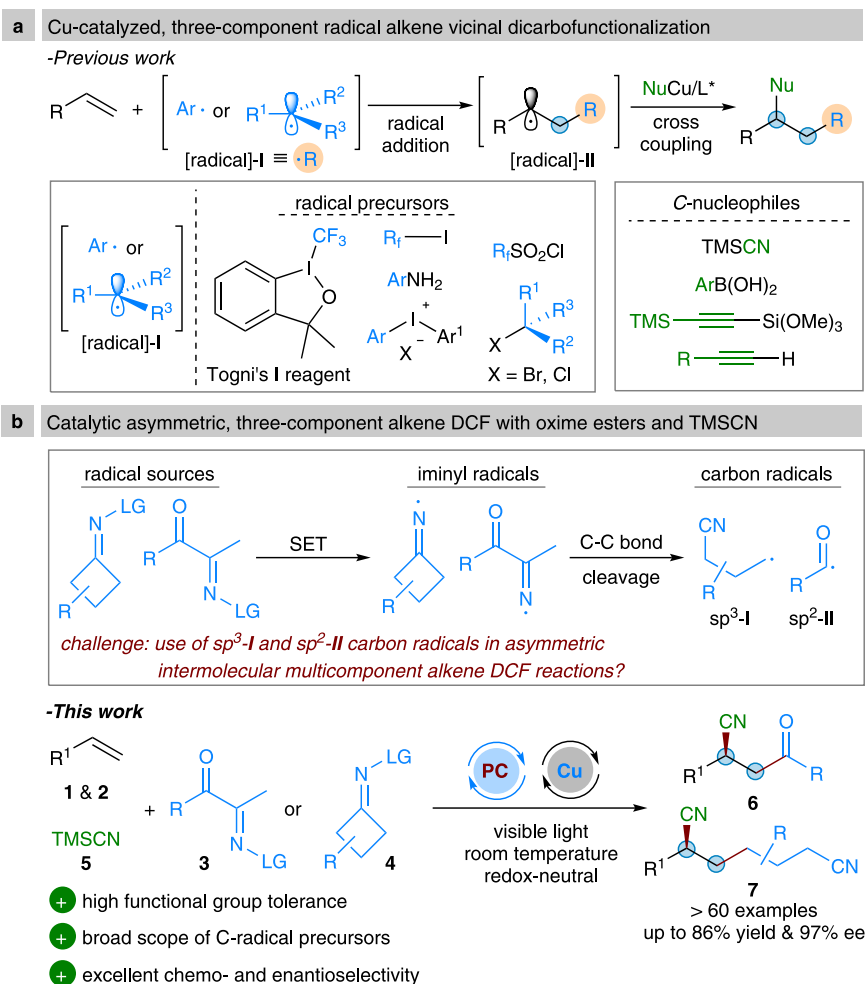 a Cu-catalyzed, three-component radical alkene vicinal dicarbofunctionalization
-Previous work
R + Ar· or R¹ R² R³
[radical]-I ≡ ·R
radical
addition
R R
[radical]-II
NuCu/L*
cross
coupling
Nu
R R
Ar· or
R¹ R² R³
[radical]-I
radical precursors
CF₃
I
O
Togni's I reagent
Rf I
ArNH₂
Ar I + Ar¹
X −
RfSO₂Cl
R¹
R³
X R²
X = Br, Cl
C-nucleophiles
TMSCN
ArB(OH)₂
TMS Si(OMe)₃
R H
b Catalytic asymmetric, three-component alkene DCF with oxime esters and TMSCN
radical sources
LG
N
R
O
R
N
LG
SET
iminyl radicals
N·
R
O
R
N·
C-C bond
cleavage
carbon radicals
CN
R ·
sp³-I
O
R ·
sp²-II
challenge: use of sp³-I and sp²-II carbon radicals in asymmetric
intermolecular multicomponent alkene DCF reactions?
-This work
R¹
1 & 2
+
TMSCN
5
O
R
N
LG
3
or
LG
N
R
4
PC Cu
visible light
room temperature
redox-neutral
CN O
R¹ R
6
CN R
R¹ CN
7
> 60 examples
up to 86% yield & 97% ee
+ high functional group tolerance
+ broad scope of C-radical precursors
+ excellent chemo- and enantioselectivity